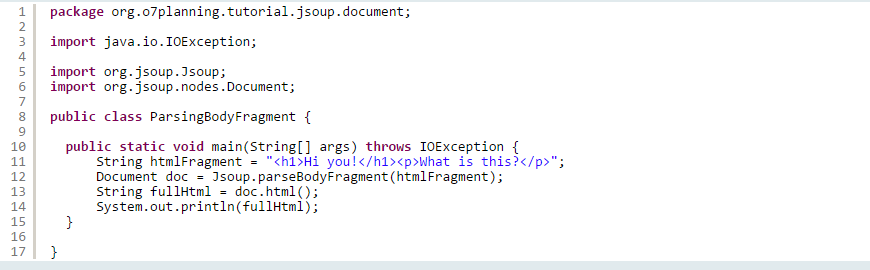 1 package org.o7planning.tutorial.jsoup.document;
2
3 import java.io.IOException;
4
5 import org.jsoup.Jsoup;
6 import org.jsoup.nodes.Document;
7
8 public class ParsingBodyFragment {
9
10 public static void main(String[] args) throws IOException {
11 String htmlFragment = "<h1>Hi you!</h1><p>What is this?</p>";
12 Document doc = Jsoup.parseBodyFragment(htmlFragment);
13 String fullHtml = doc.html();
14 System.out.println(fullHtml);
15 }
16
17 }